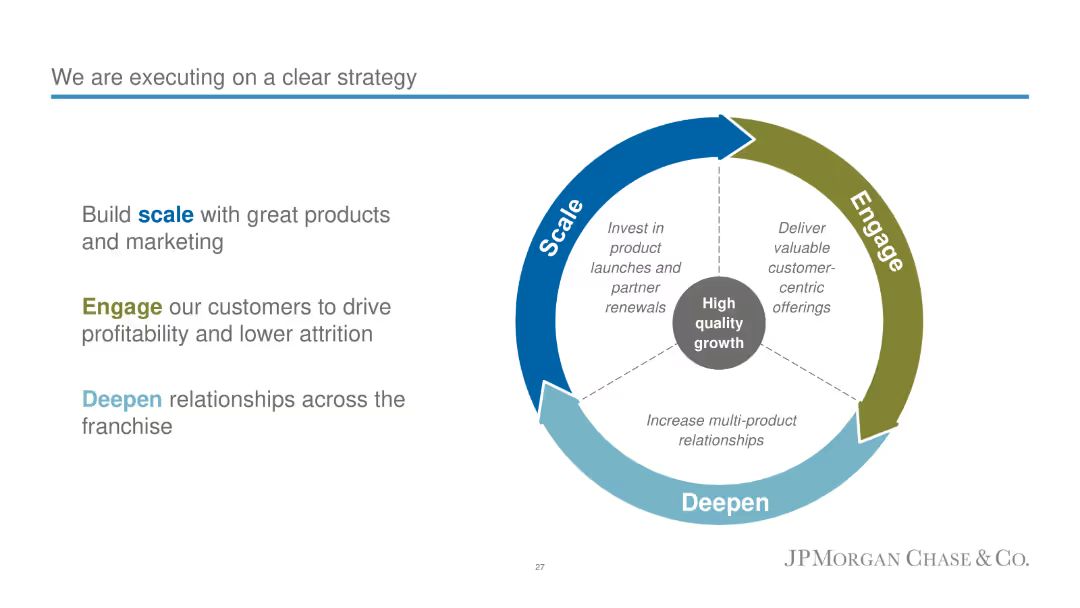 We are executing on a clear strategy
Build scale with great products
and marketing
Engage our customers to drive
profitability and lower attrition
Deepen relationships across the
franchise
Scale
Engage
Deepen
Invest in
product
launches and
partner
renewals
Deliver
valuable
customer-
centric
offerings
High
quality
growth
Increase multi-product
relationships
27
JPMORGAN CHASE & CO.